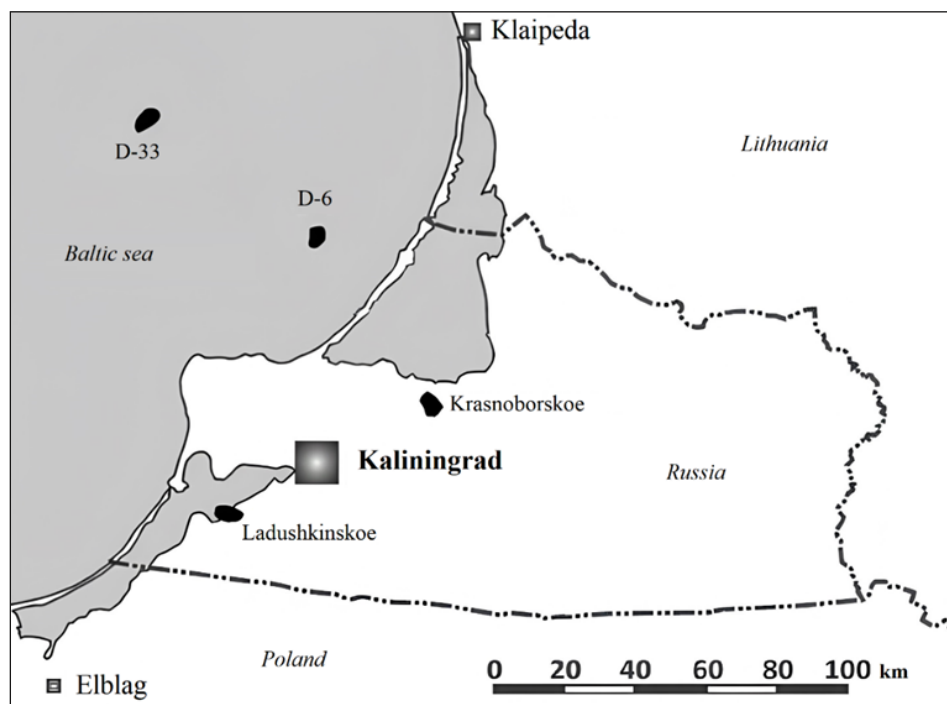 Klaipeda
D-33
Lithuania
D-6
Baltic sea
Krasnoborskoe
Kaliningrad
Russia
Ladushkinskoe
Poland
Elblag
0 20 40 60 80 100 km